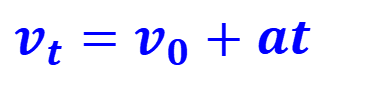 vₜ = v₀ + at